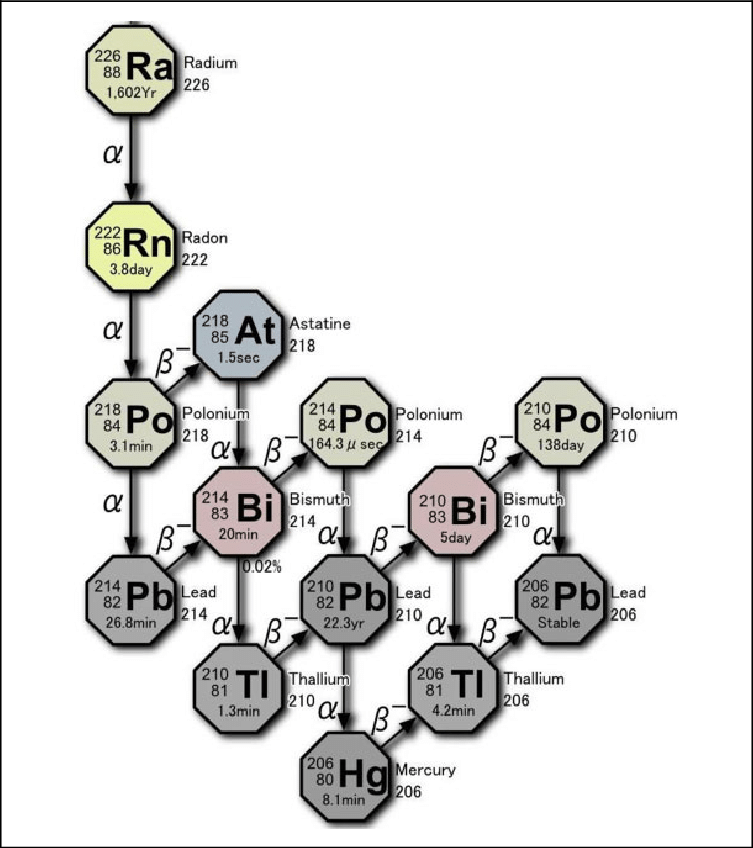 226
88
Ra
1,602Yr
Radium
226
α
222
86
Rn
3.8day
Radon
222
α
β−
218
85
At
1.5sec
Astatine
218
218
84
Po
3.1min
Polonium
218
α
β−
214
84
Po
164.3 μ sec
Polonium
214
β−
210
84
Po
138day
Polonium
210
α
β−
214
83
Bi
20min
Bismuth
214
α
β−
210
83
Bi
5day
Bismuth
210
α
0.02%
214
82
Pb
26.8min
Lead
214
α
β−
210
82
Pb
22.3yr
Lead
210
α
β−
206
82
Pb
Stable
Lead
206
210
81
Tl
1.3min
Thallium
210
α
β−
206
81
Tl
4.2min
Thallium
206
206
80
Hg
8.1min
Mercury
206